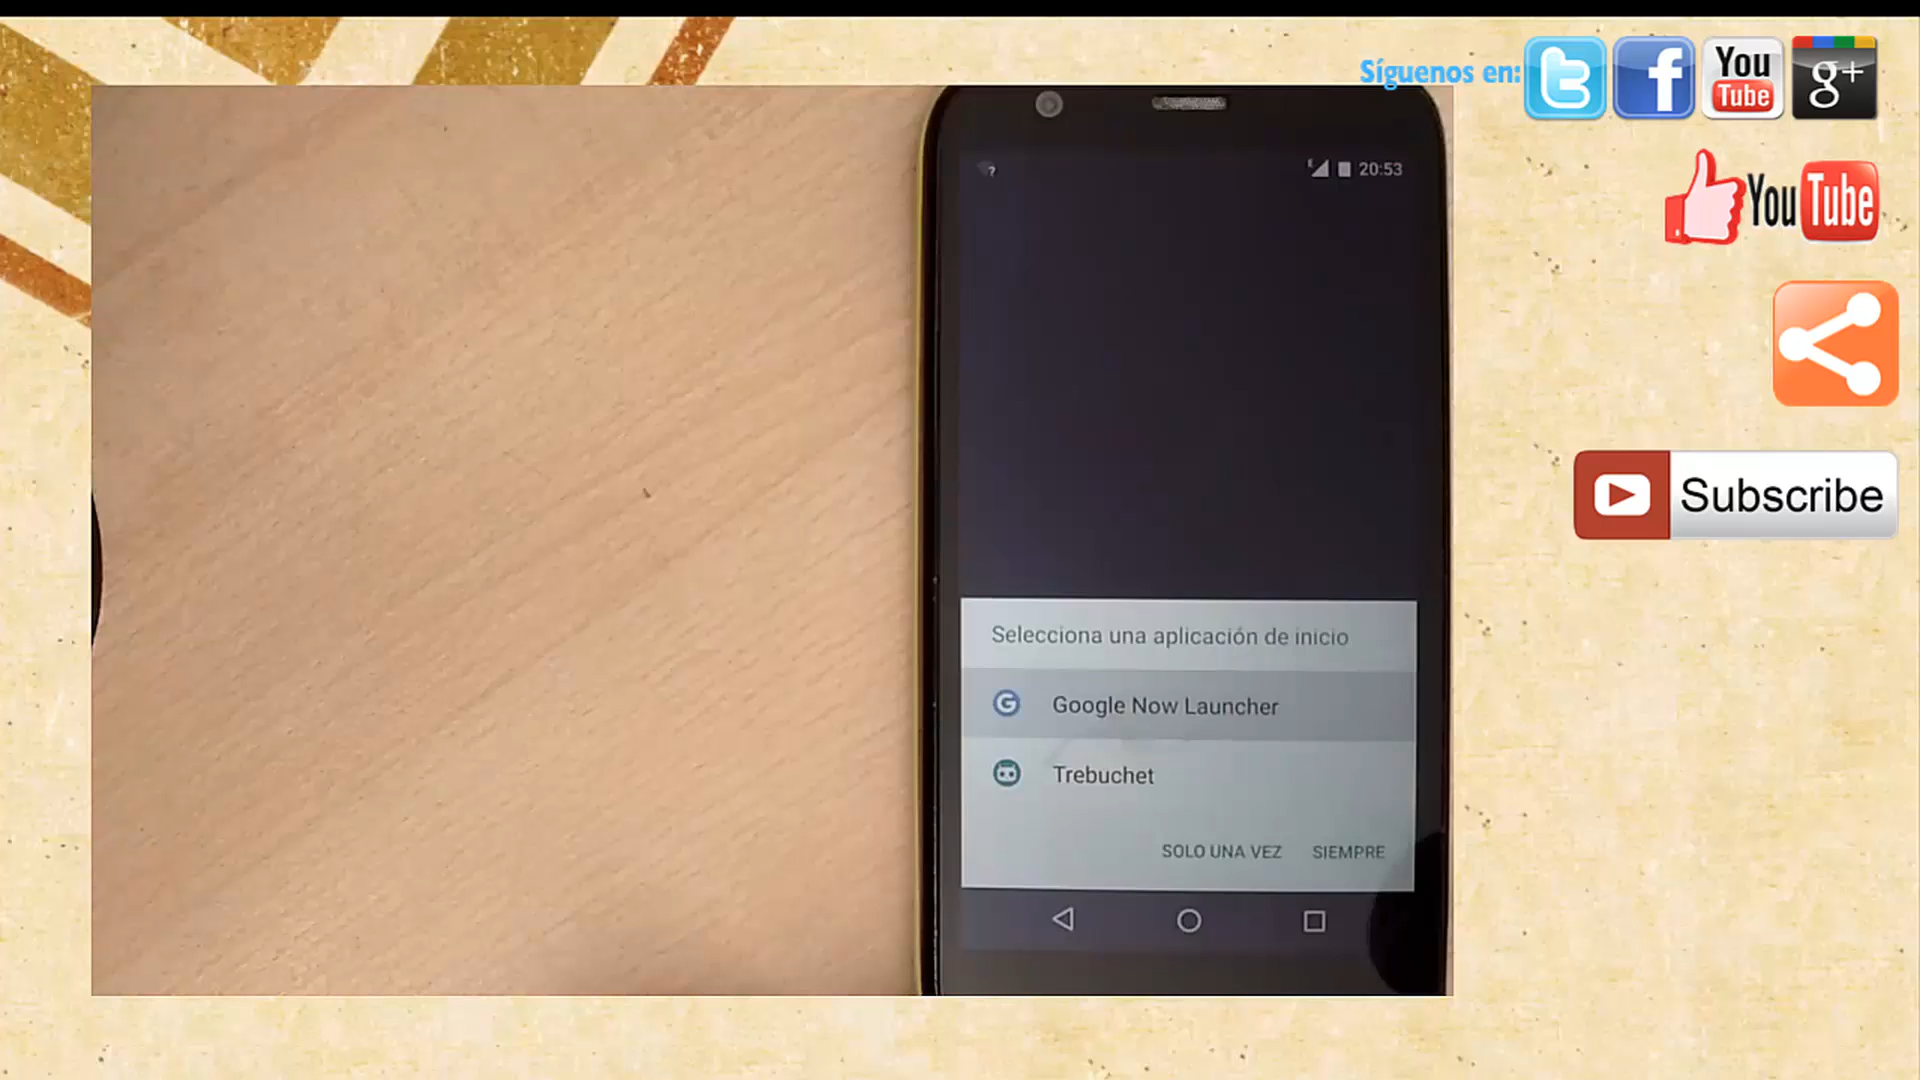 Síguenos en:
You
Tube
g+
You Tube
Subscribe
20:53
Selecciona una aplicación de inicio
Google Now Launcher
Trebuchet
SOLO UNA VEZ SIEMPRE